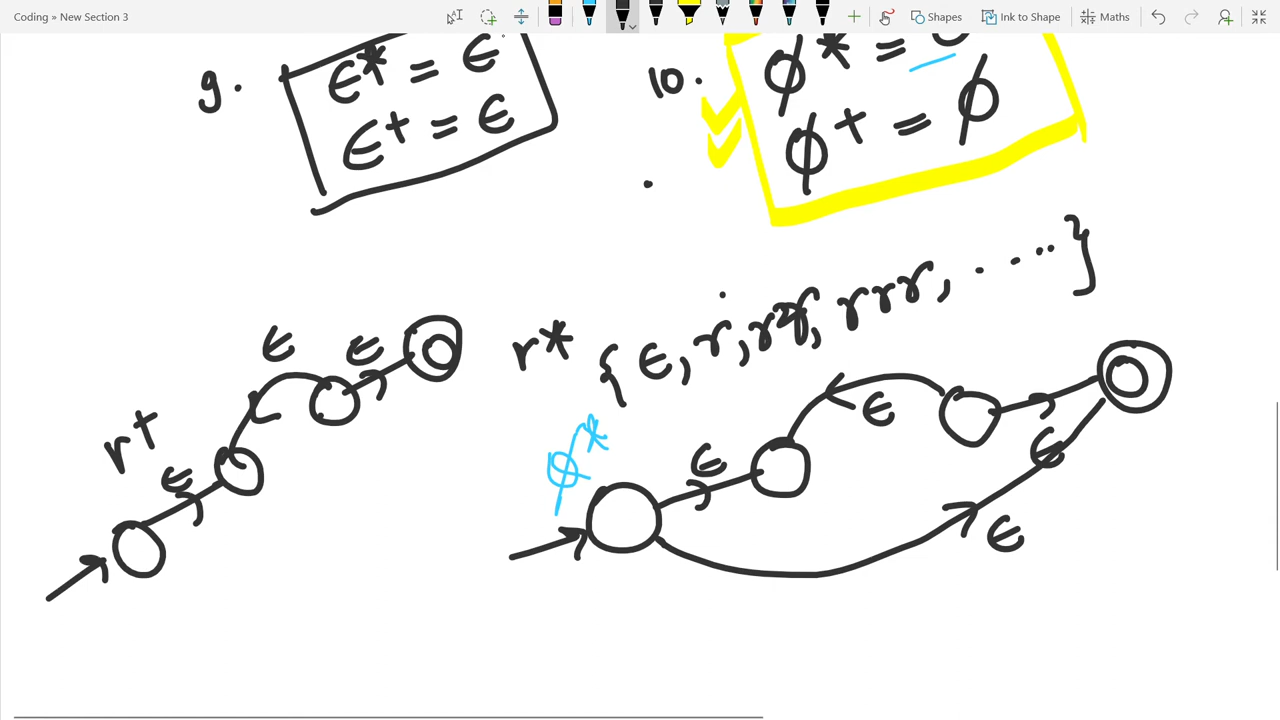 Coding » New Section 3
Shapes Ink to Shape Maths
9. ϵ* = ϵ
ϵ+ = ϵ
10. ϕ* = ϵ
ϕ+ = ϕ
r* {ϵ, r, rr, rrr, .....}
r+
ϵ ϵ ϵ
ϕ*
ϵ ϵ ϵ ϵ